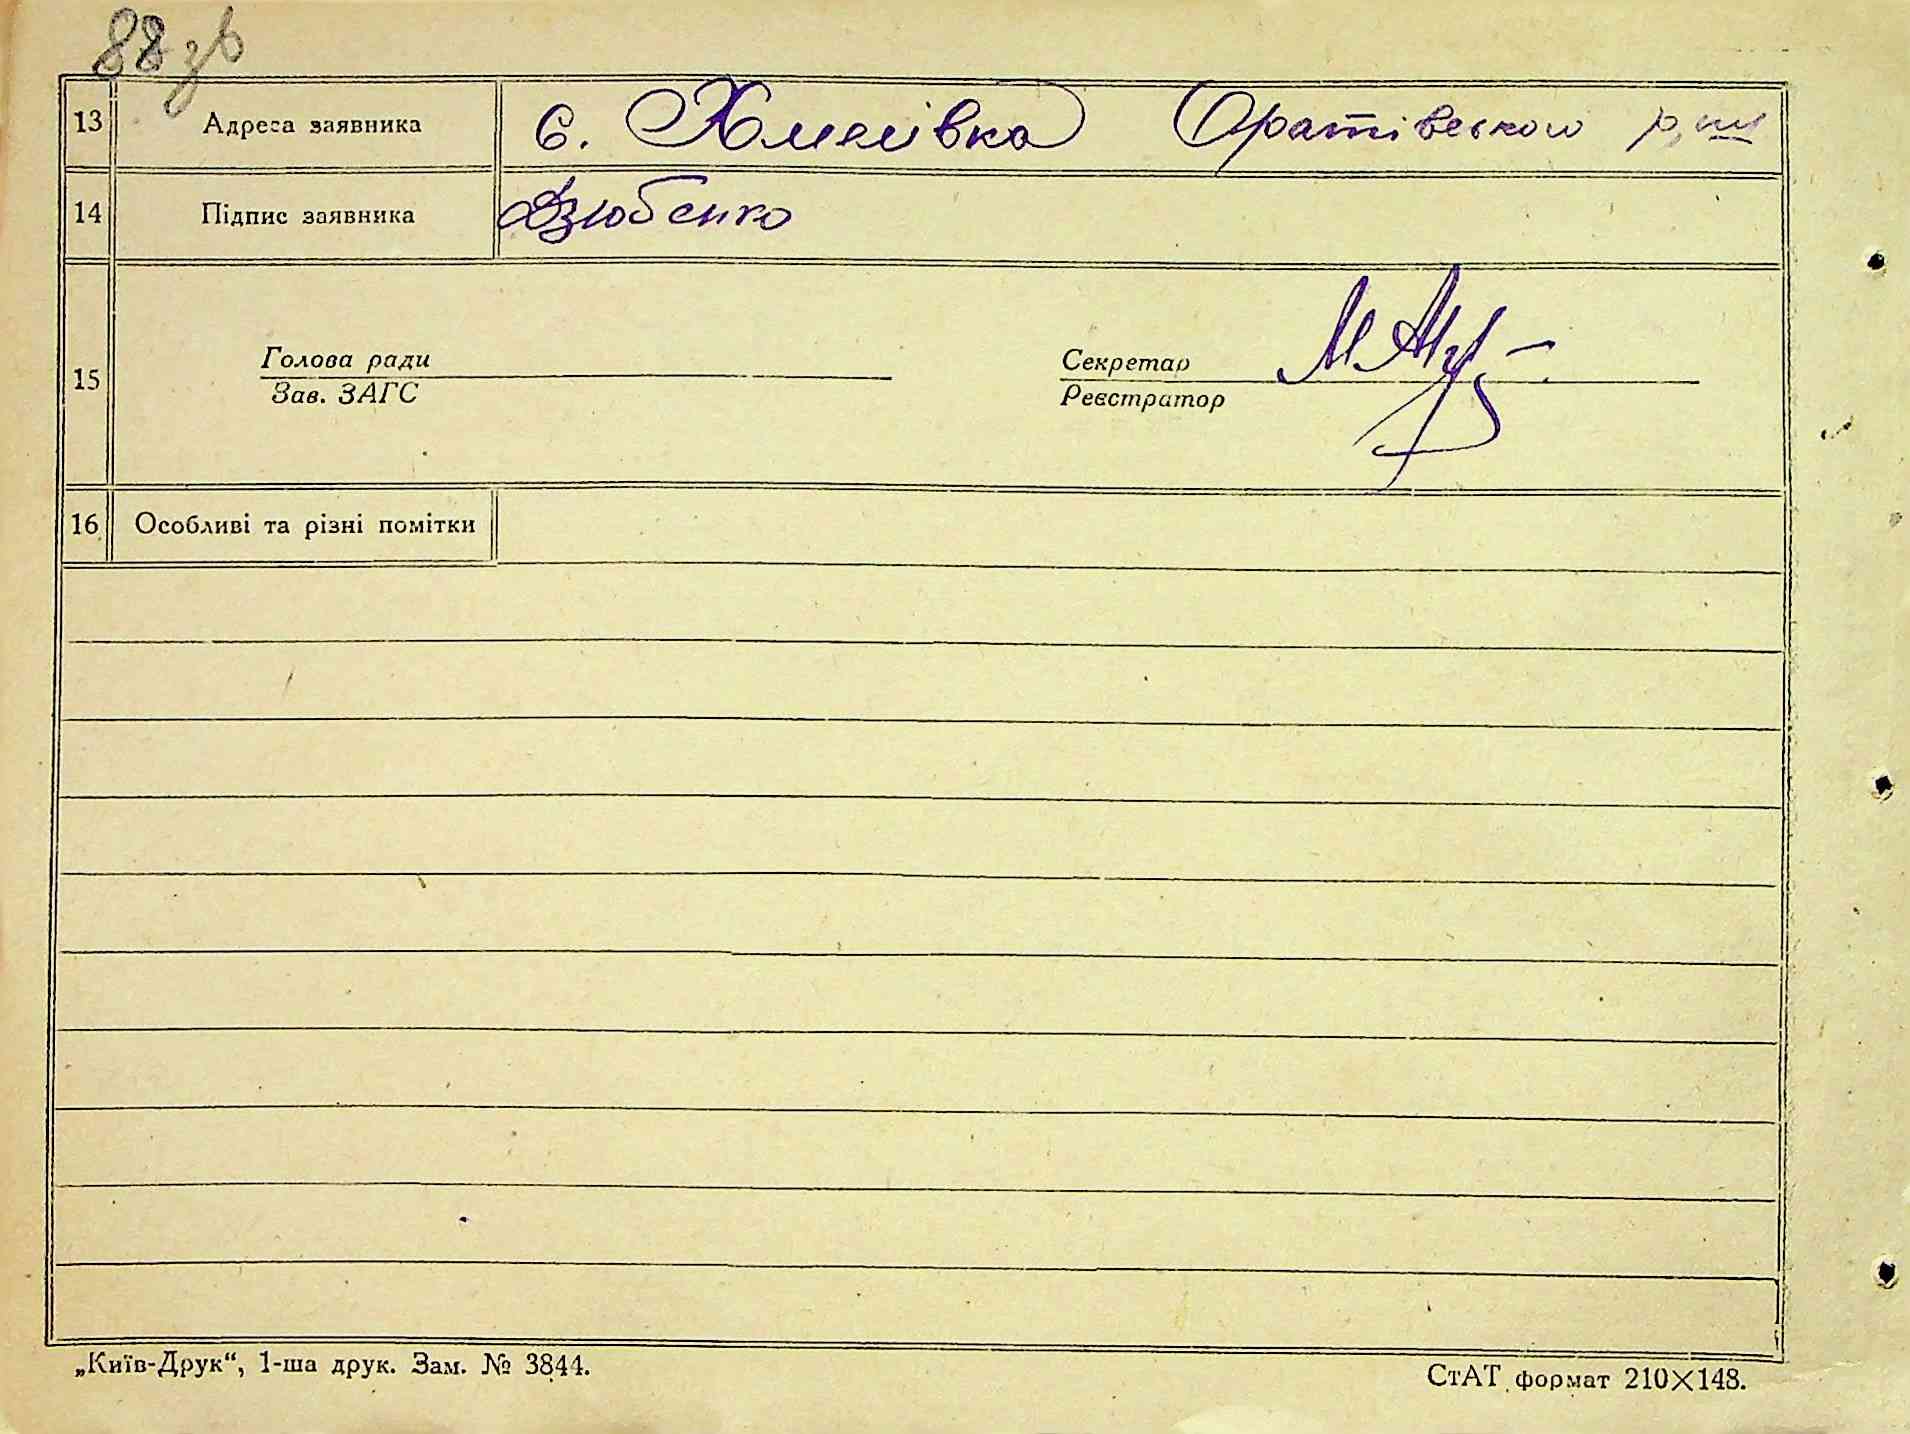 88 зв
13 Адреса заявника с. Хмелівка Оратівського р-ну
14 Підпис заявника Дзюбенко
Голова ради Секретар
15
Зав. ЗАГС Реєстратор
16 Особливі та різні помітки
„Київ-Друк“, 1-ша друк. Зам. № 3844. СтАТ формат 210×148.